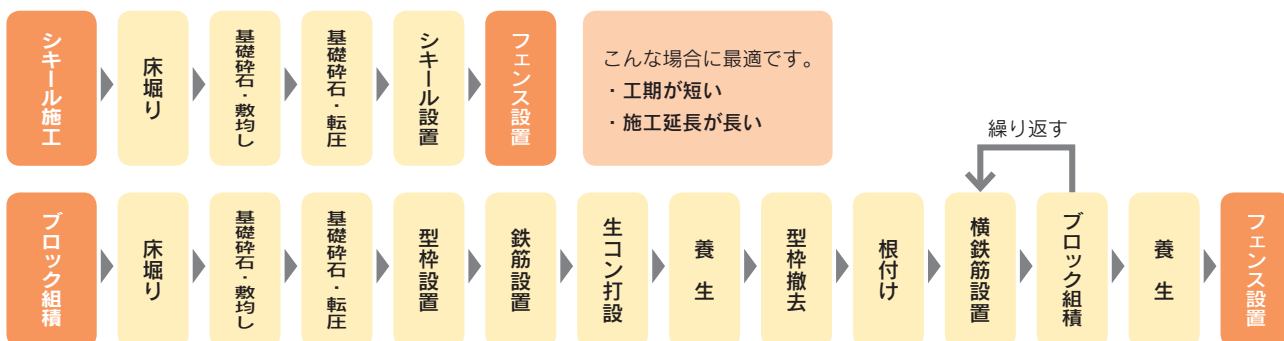 シキール施工
床堀り
基礎砕石・敷均し
基礎砕石・転圧
シキール設置
フェンス設置
こんな場合に最適です。
・工期が短い
・施工延長が長い
繰り返す
ブロック組積
床堀り
基礎砕石・敷均し
基礎砕石・転圧
型枠設置
鉄筋設置
生コン打設
養生
型枠撤去
根付け
横鉄筋設置
ブロック組積
養生
フェンス設置